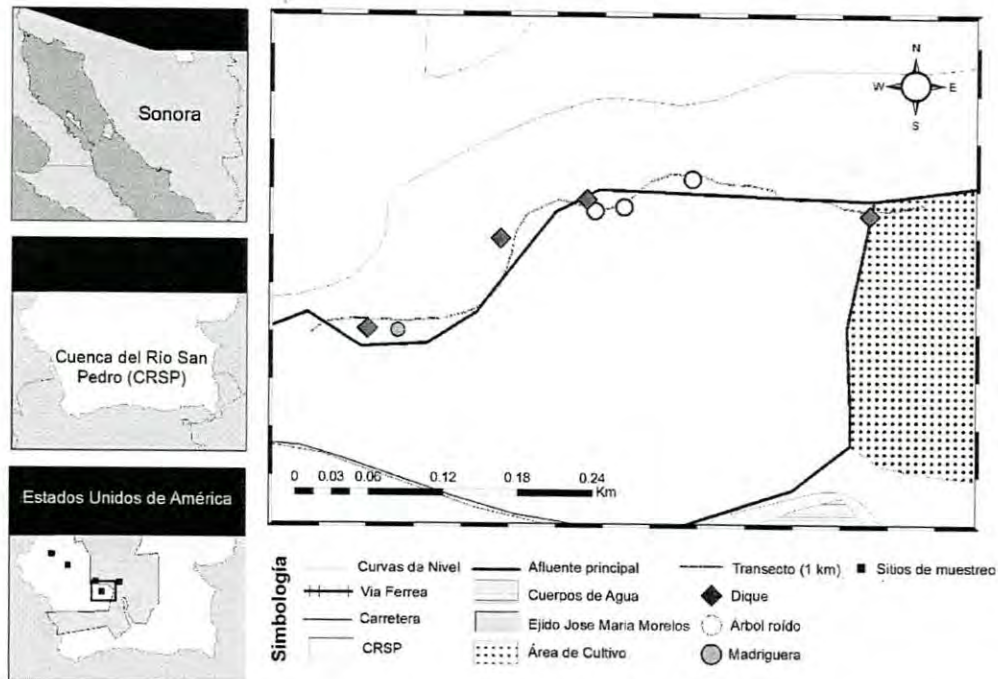 Sonora
Cuenca del Río San
Pedro (CRSP)
Estados Unidos de América
N
W E
S
0 0.03 0.06 0.12 0.18 0.24
Km
Simbología
Curvas de Nivel
Via Ferrea
Carretera
CRSP
Afluente principal
Cuerpos de Agua
Ejido Jose Maria Morelos
Área de Cultivo
Transecto (1 km)
Dique
Árbol roído
Madriguera
Sitios de muestreo